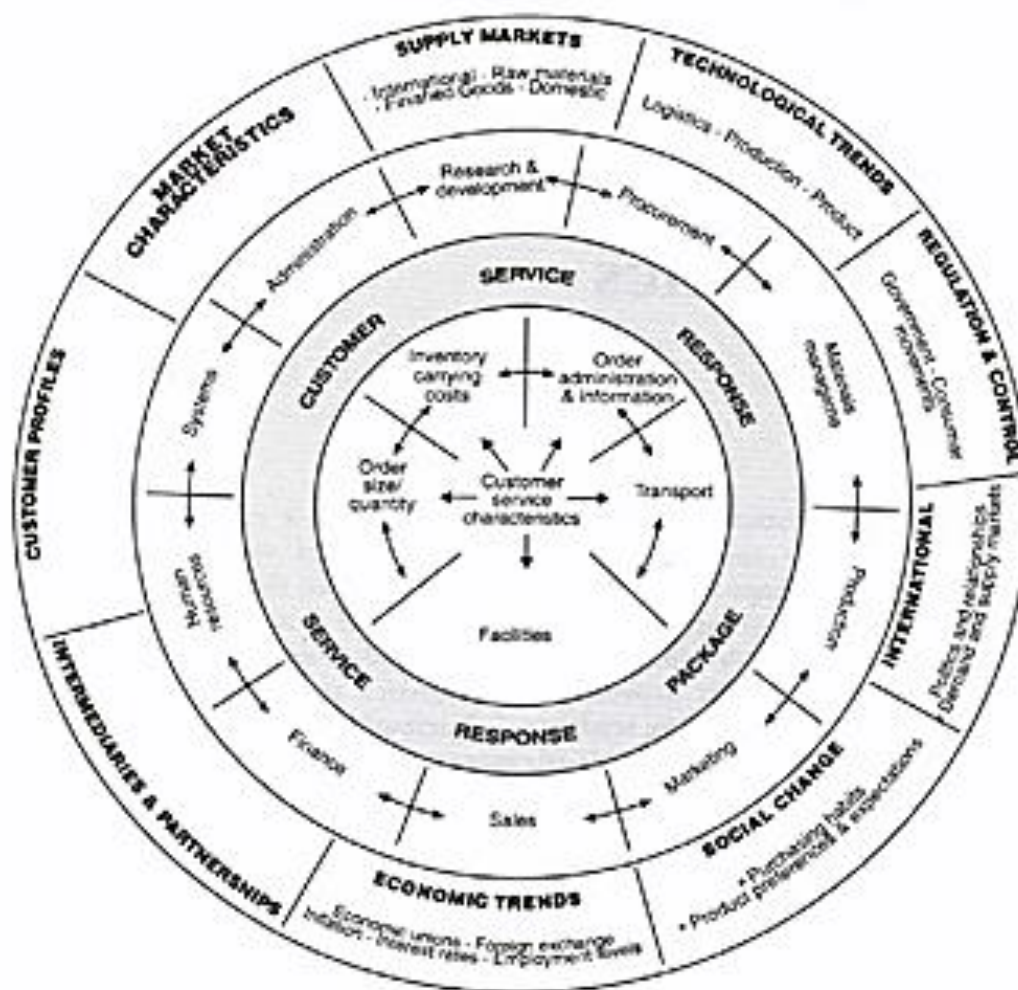 SUPPLY MARKETS
• International - Raw materials
• Finished Goods - Domestic
TECHNOLOGICAL TRENDS
Logistics - Production - Product
REGULATION & CONTROL
Government - Consumer
movements
INTERNATIONAL
Politics and relationships
• Demand and supply markets
SOCIAL CHANGE
• Purchasing habits
• Product preferences & expectations
ECONOMIC TRENDS
Economic unions - Foreign exchange
Inflation - Interest rates - Employment levels
INTERMEDIARIES & PARTNERSHIPS
CUSTOMER PROFILES
MARKET
CHARACTERISTICS
Research &
development
Procurement
Materials
managers
Production
Marketing
Sales
Finance
Human
resources
Systems
Administration
CUSTOMER
SERVICE
RESPONSE
PACKAGE
RESPONSE
SERVICE
Inventory
carrying
costs
Order
administration
& information
Order
size/
quantity
Customer
service
characteristics
Transport
Facilities